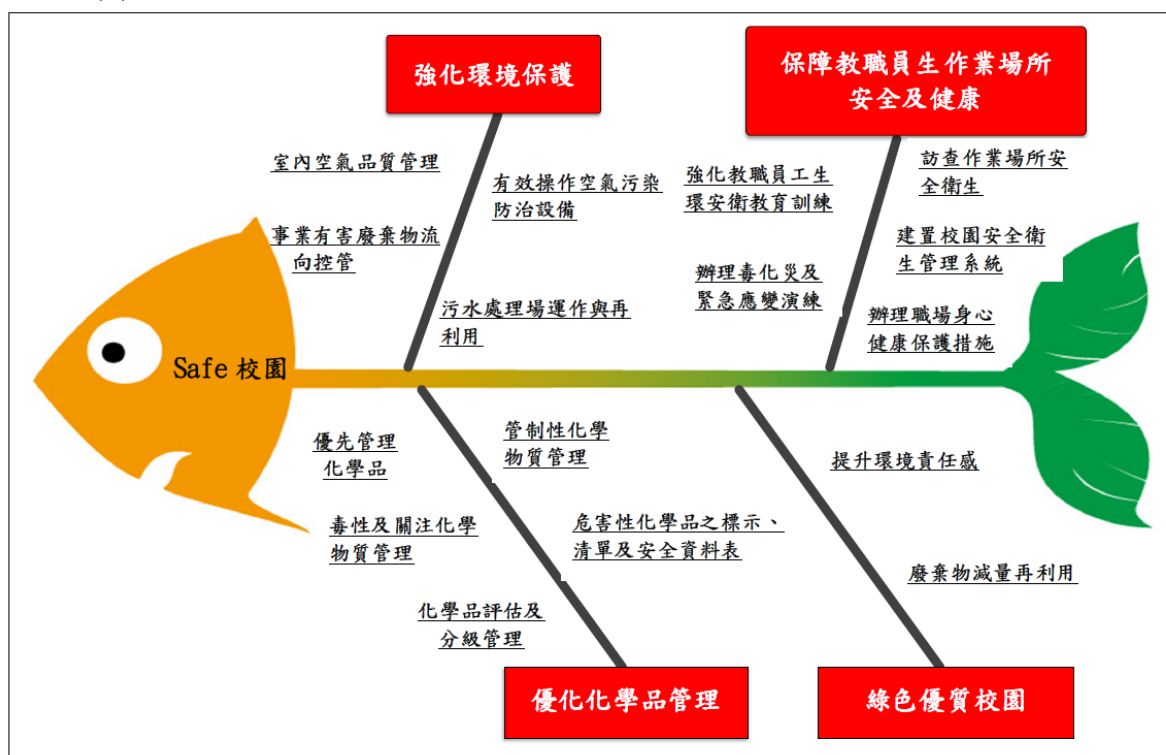 強化環境保護
保障教職員生作業場所
安全及健康
室內空氣品質管理
有效操作空氣污染
防治設備
事業有害廢棄物流
向控管
污水處理場運作與再
利用
強化教職員工生
環安衛教育訓練
訪查作業場所安
全衛生
建置校園安全衛
生管理系統
辦理毒化災及
緊急應變演練
辦理職場身心
健康保護措施
Safe 校園
優先管理
化學品
管制性化學
物質管理
毒性及關注化學
物質管理
危害性化學品之標示、
清單及安全資料表
化學品評估及
分級管理
提升環境責任感
廢棄物減量再利用
優化化學品管理
綠色優質校園